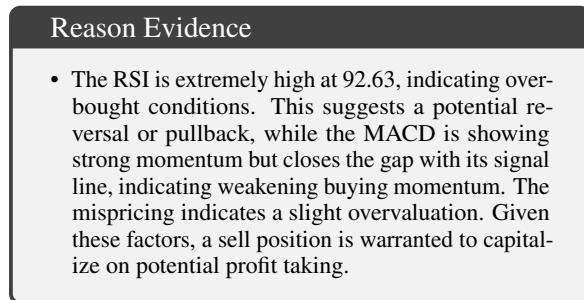 Reason Evidence
• The RSI is extremely high at 92.63, indicating over-
bought conditions. This suggests a potential re-
versal or pullback, while the MACD is showing
strong momentum but closes the gap with its signal
line, indicating weakening buying momentum. The
mispricing indicates a slight overvaluation. Given
these factors, a sell position is warranted to capital-
ize on potential profit taking.